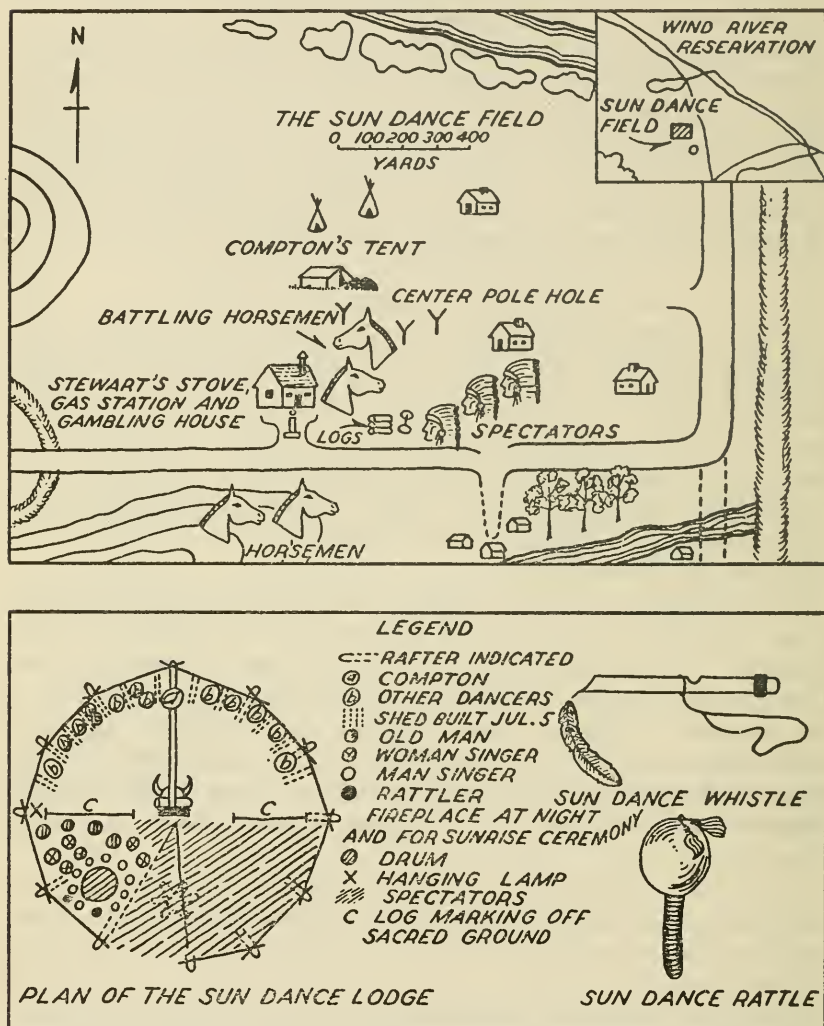 N
WIND RIVER
RESERVATION
SUN DANCE
FIELD
THE SUN DANCE FIELD
0 100 200 300 400
YARDS
COMPTON'S TENT
CENTER POLE HOLE
BATTLING HORSEMEN
STEWART'S STOVE,
GAS STATION AND
GAMBLING HOUSE
LOGS
SPECTATORS
HORSEMEN
LEGEND
RAFTER INDICATED
a COMPTON
b OTHER DANCERS
SHED BUILT JUL. 5
OLD MAN
WOMAN SINGER
MAN SINGER
RATTLER
FIREPLACE AT NIGHT
AND FOR SUNRISE CEREMONY
DRUM
X HANGING LAMP
SPECTATORS
C LOG MARKING OFF
SACRED GROUND
b b b b b b
X C C
PLAN OF THE SUN DANCE LODGE
SUN DANCE WHISTLE
SUN DANCE RATTLE